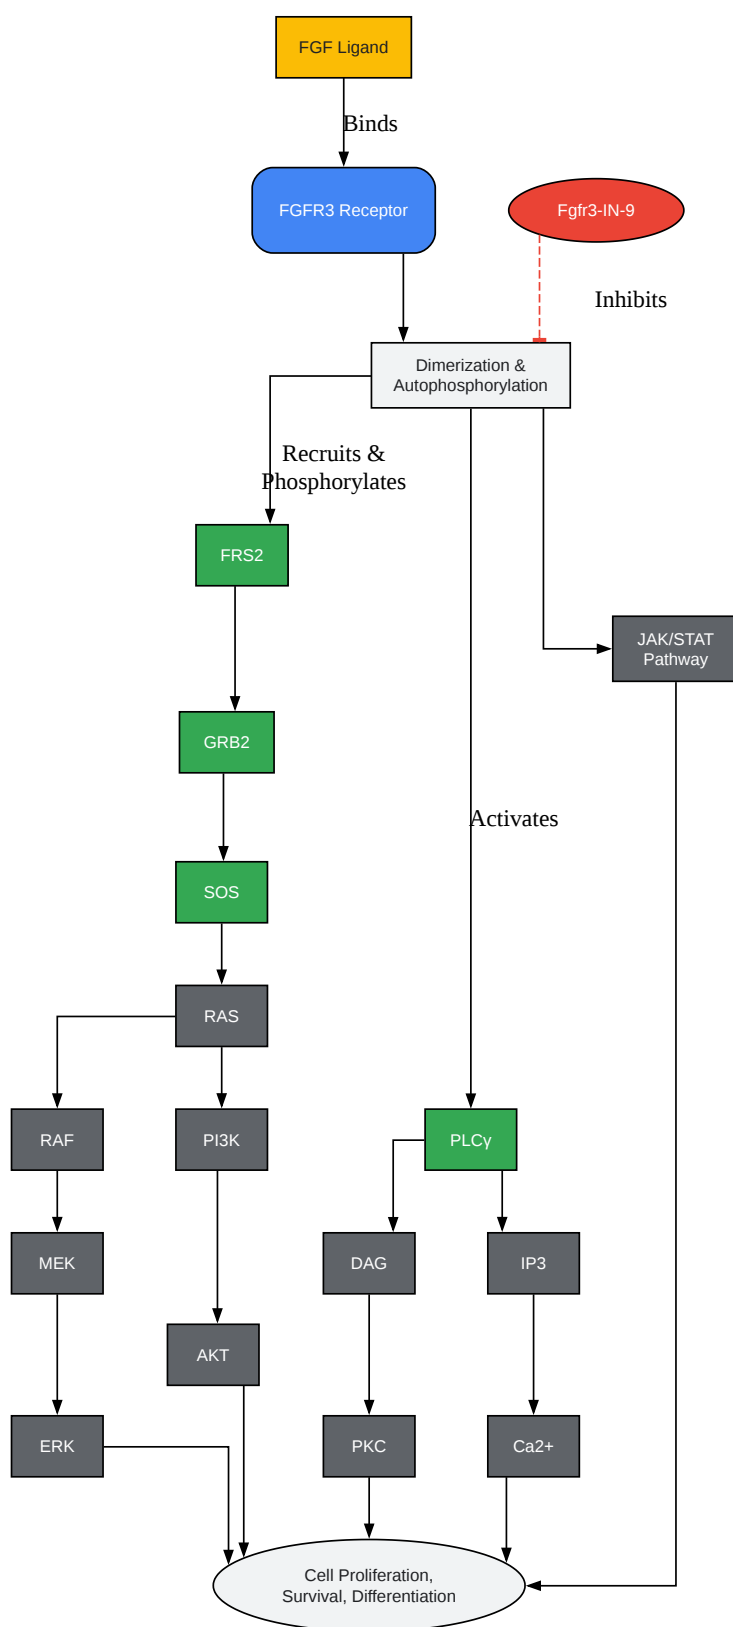 FGF Ligand
Binds
FGFR3 Receptor
Fgfr3-IN-9
Inhibits
Dimerization &
Autophosphorylation
Recruits &
Phosphorylates
FRS2
JAK/STAT
Pathway
GRB2
Activates
SOS
RAS
RAF
PI3K
PLCγ
MEK
DAG
IP3
AKT
ERK
PKC
Ca2+
Cell Proliferation,
Survival, Differentiation